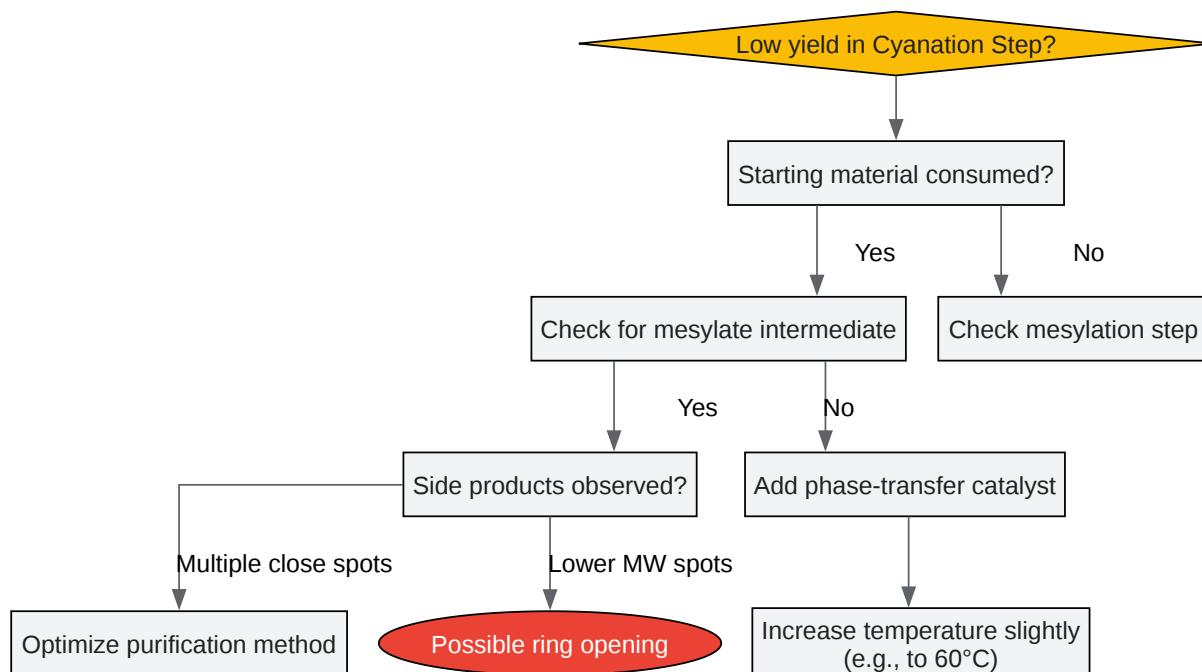 Low yield in Cyanation Step?
Starting material consumed?
Yes
No
Check for mesylate intermediate
Check mesylation step
Yes
No
Side products observed?
Add phase-transfer catalyst
Multiple close spots
Lower MW spots
Optimize purification method
Possible ring opening
Increase temperature slightly
(e.g., to 60°C)